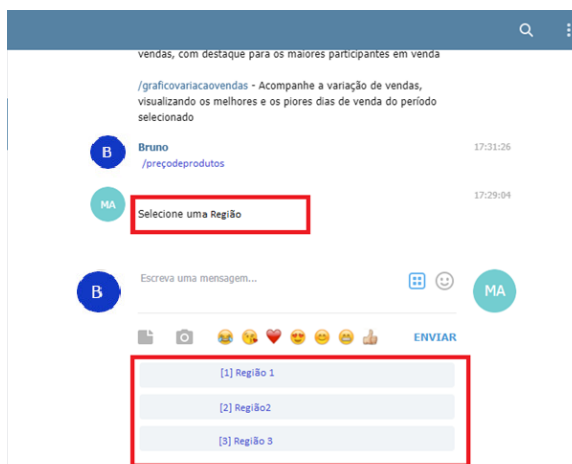 vendas, com destaque para os maiores participantes em venda
/graficovariacaovendas - Acompanhe a variação de vendas,
visualizando os melhores e os piores dias de venda do período
selecionado
B
Bruno
17:31:26
/preçodeprodutos
MA
17:29:04
Selecione uma Região
B
Escreva uma mensagem...
MA
ENVIAR
[1] Região 1
[2] Região2
[3] Região 3